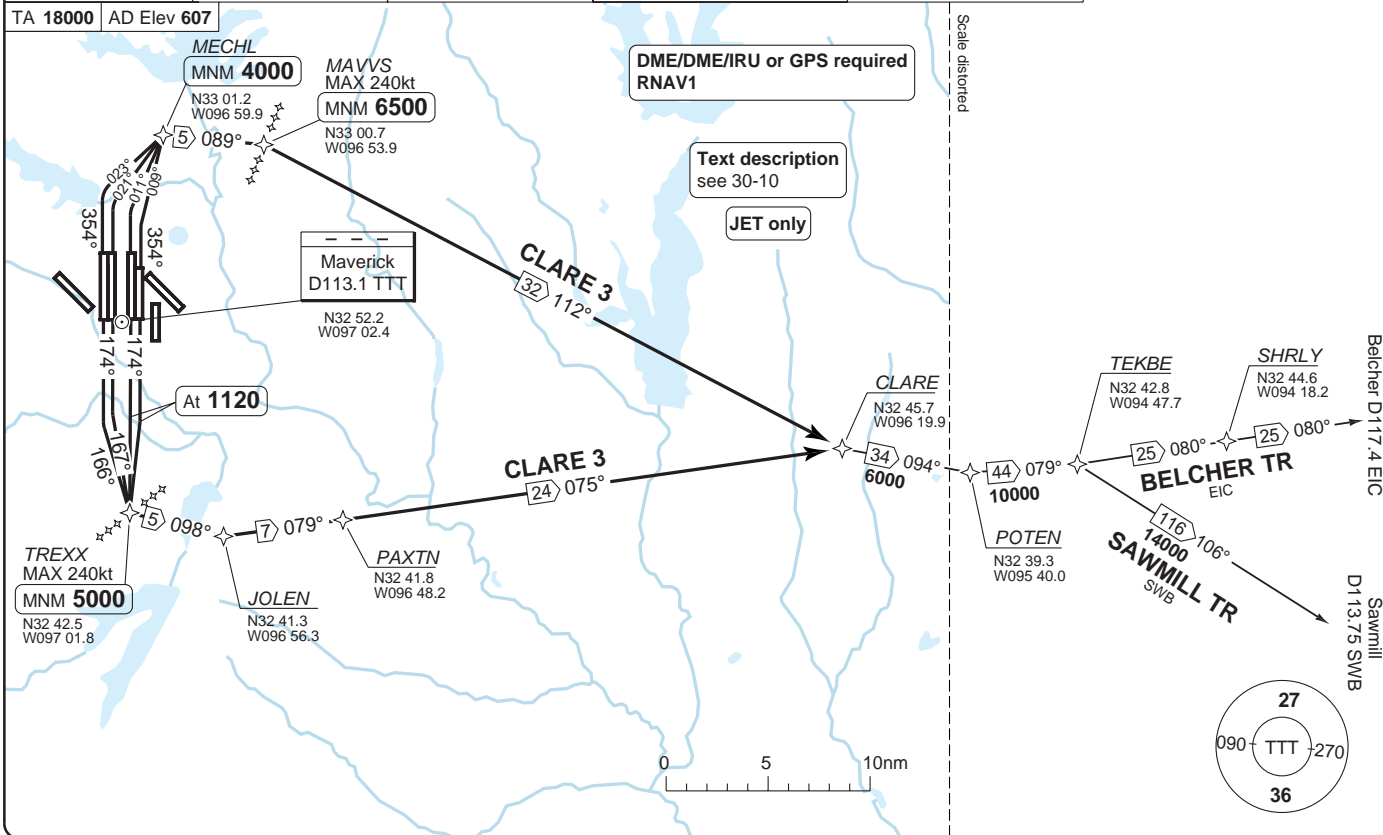 TA 18000
AD Elev 607
MECHL
MNM 4000
N33 01.2
W096 59.9
MAVVS
MAX 240kt
MNM 6500
N33 00.7
W096 53.9
DME/DME/IRU or GPS required
RNAV1
Scale distorted
Text description
see 30-10
JET only
5 089°
023°
021°
011°
009°
354°
354°
Maverick
D113.1 TTT
N32 52.2
W097 02.4
CLARE 3
32 112°
174°
174°
At 1120
167°
166°
CLARE
N32 45.7
W096 19.9
34 094°
6000
TEKBE
N32 42.8
W094 47.7
SHRLY
N32 44.6
W094 18.2
Belcher D117.4 EIC
44 079°
10000
25 080°
25 080°
BELCHER TR
EIC
CLARE 3
24 075°
5 098°
7 079°
TREXX
MAX 240kt
MNM 5000
N32 42.5
W097 01.8
JOLEN
N32 41.3
W096 56.3
PAXTN
N32 41.8
W096 48.2
POTEN
N32 39.3
W095 40.0
116 106°
14000
SAWMILL TR
SWB
Sawmill
D113.75 SWB
0 5 10nm
27
090 TTT 270
36